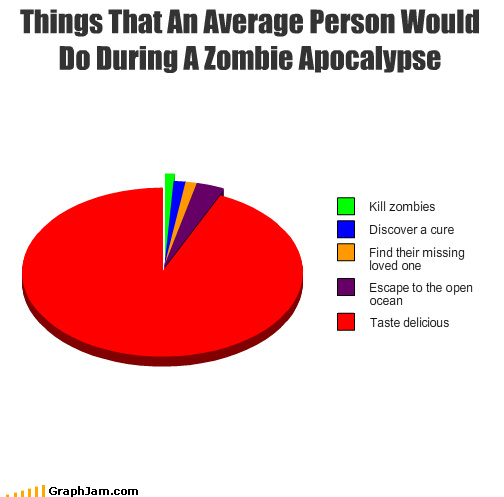 Things That An Average Person Would
Do During A Zombie Apocalypse
Kill zombies
Discover a cure
Find their missing
loved one
Escape to the open
ocean
Taste delicious
GraphJam.com